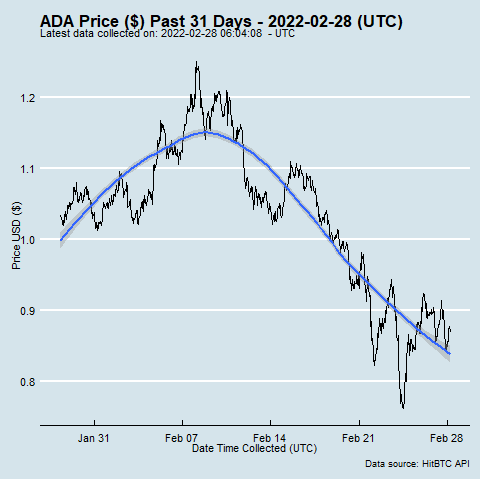 ADA Price ($) Past 31 Days - 2022-02-28 (UTC)
Latest data collected on: 2022-02-28 06:04:08 - UTC
Price USD ($)
1.2
1.1
1.0
0.9
0.8
Jan 31
Feb 07
Feb 14
Feb 21
Feb 28
Date Time Collected (UTC)
Data source: HitBTC API